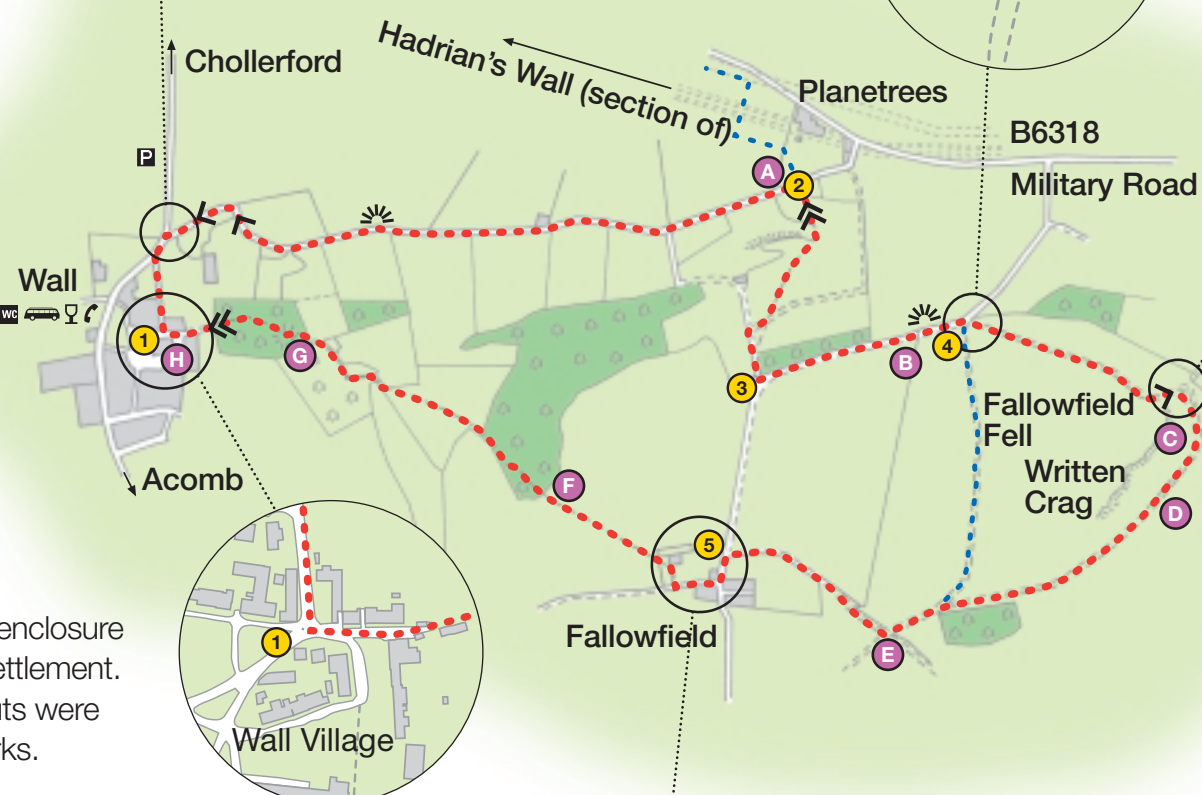 Chollerford
Hadrian's Wall (section of)
Planetrees
B6318
Military Road
P
A
2
Wall
WC
1
H
G
B
4
3
Fallowfield
Fell
C
Written
Crag
D
Acomb
F
5
Fallowfield
E
1
Wall Village
enclosure
ettlement.
ts were
ks.